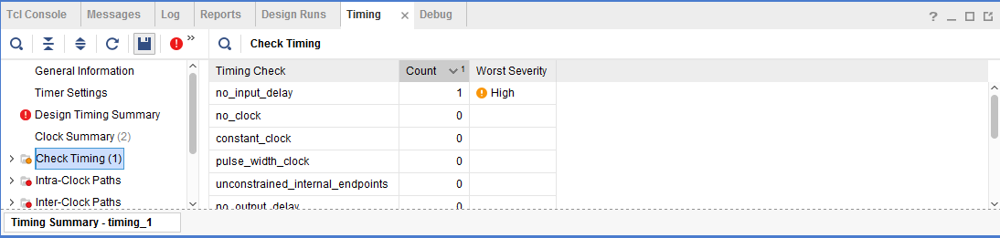 Tcl Console Messages Log Reports Design Runs Timing Debug
Check Timing
General Information
Timer Settings
Design Timing Summary
Clock Summary (2)
Check Timing (1)
Intra-Clock Paths
Inter-Clock Paths
Timing Check Count 1 Worst Severity
no_input_delay 1 High
no_clock 0
constant_clock 0
pulse_width_clock 0
unconstrained_internal_endpoints 0
no_output_delay 0
Timing Summary - timing_1